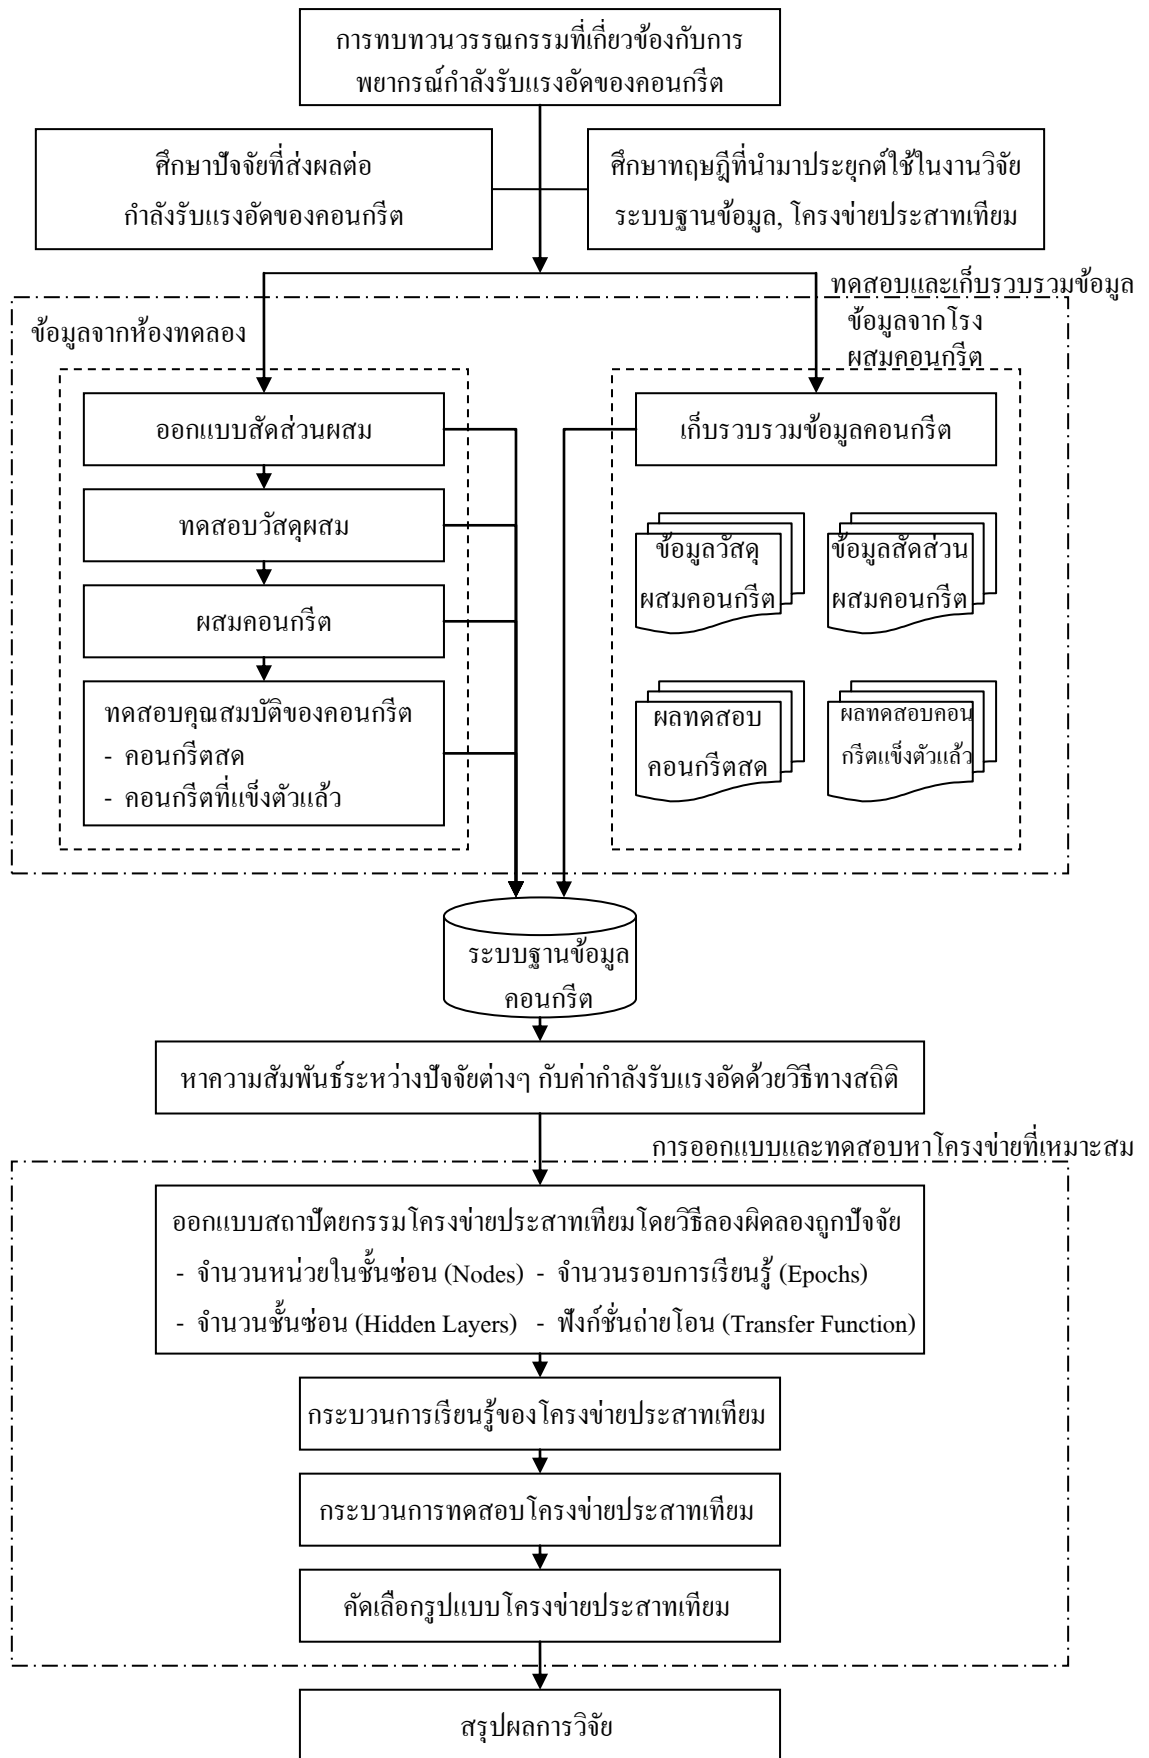 การทบทวนวรรณกรรมที่เกี่ยวข้องกับการ
พยากรณ์กำลังรับแรงอัดของคอนกรีต
ศึกษาปัจจัยที่ส่งผลต่อ
กำลังรับแรงอัดของคอนกรีต
ศึกษาทฤษฎีที่นำมาประยุกต์ใช้ในงานวิจัย
ระบบฐานข้อมูล, โครงข่ายประสาทเทียม
ทดสอบและเก็บรวบรวมข้อมูล
ข้อมูลจากห้องทดลอง
ข้อมูลจากโรง
ผสมคอนกรีต
ออกแบบสัดส่วนผสม
ทดสอบวัสดุผสม
ผสมคอนกรีต
ทดสอบคุณสมบัติของคอนกรีต
- คอนกรีตสด
- คอนกรีตที่แข็งตัวแล้ว
เก็บรวบรวมข้อมูลคอนกรีต
ข้อมูลวัสดุ
ผสมคอนกรีต
ข้อมูลสัดส่วน
ผสมคอนกรีต
ผลทดสอบ
คอนกรีตสด
ผลทดสอบคอน
กรีตแข็งตัวแล้ว
ระบบฐานข้อมูล
คอนกรีต
หาความสัมพันธ์ระหว่างปัจจัยต่างๆ กับค่ากำลังรับแรงอัดด้วยวิธีทางสถิติ
การออกแบบและทดสอบหาโครงข่ายที่เหมาะสม
ออกแบบสถาปัตยกรรมโครงข่ายประสาทเทียมโดยวิธีลองผิดลองถูกปัจจัย
- จำนวนหน่วยในชั้นซ่อน (Nodes) - จำนวนรอบการเรียนรู้ (Epochs)
- จำนวนชั้นซ่อน (Hidden Layers) - ฟังก์ชั่นถ่ายโอน (Transfer Function)
กระบวนการเรียนรู้ของโครงข่ายประสาทเทียม
กระบวนการทดสอบโครงข่ายประสาทเทียม
คัดเลือกรูปแบบโครงข่ายประสาทเทียม
สรุปผลการวิจัย